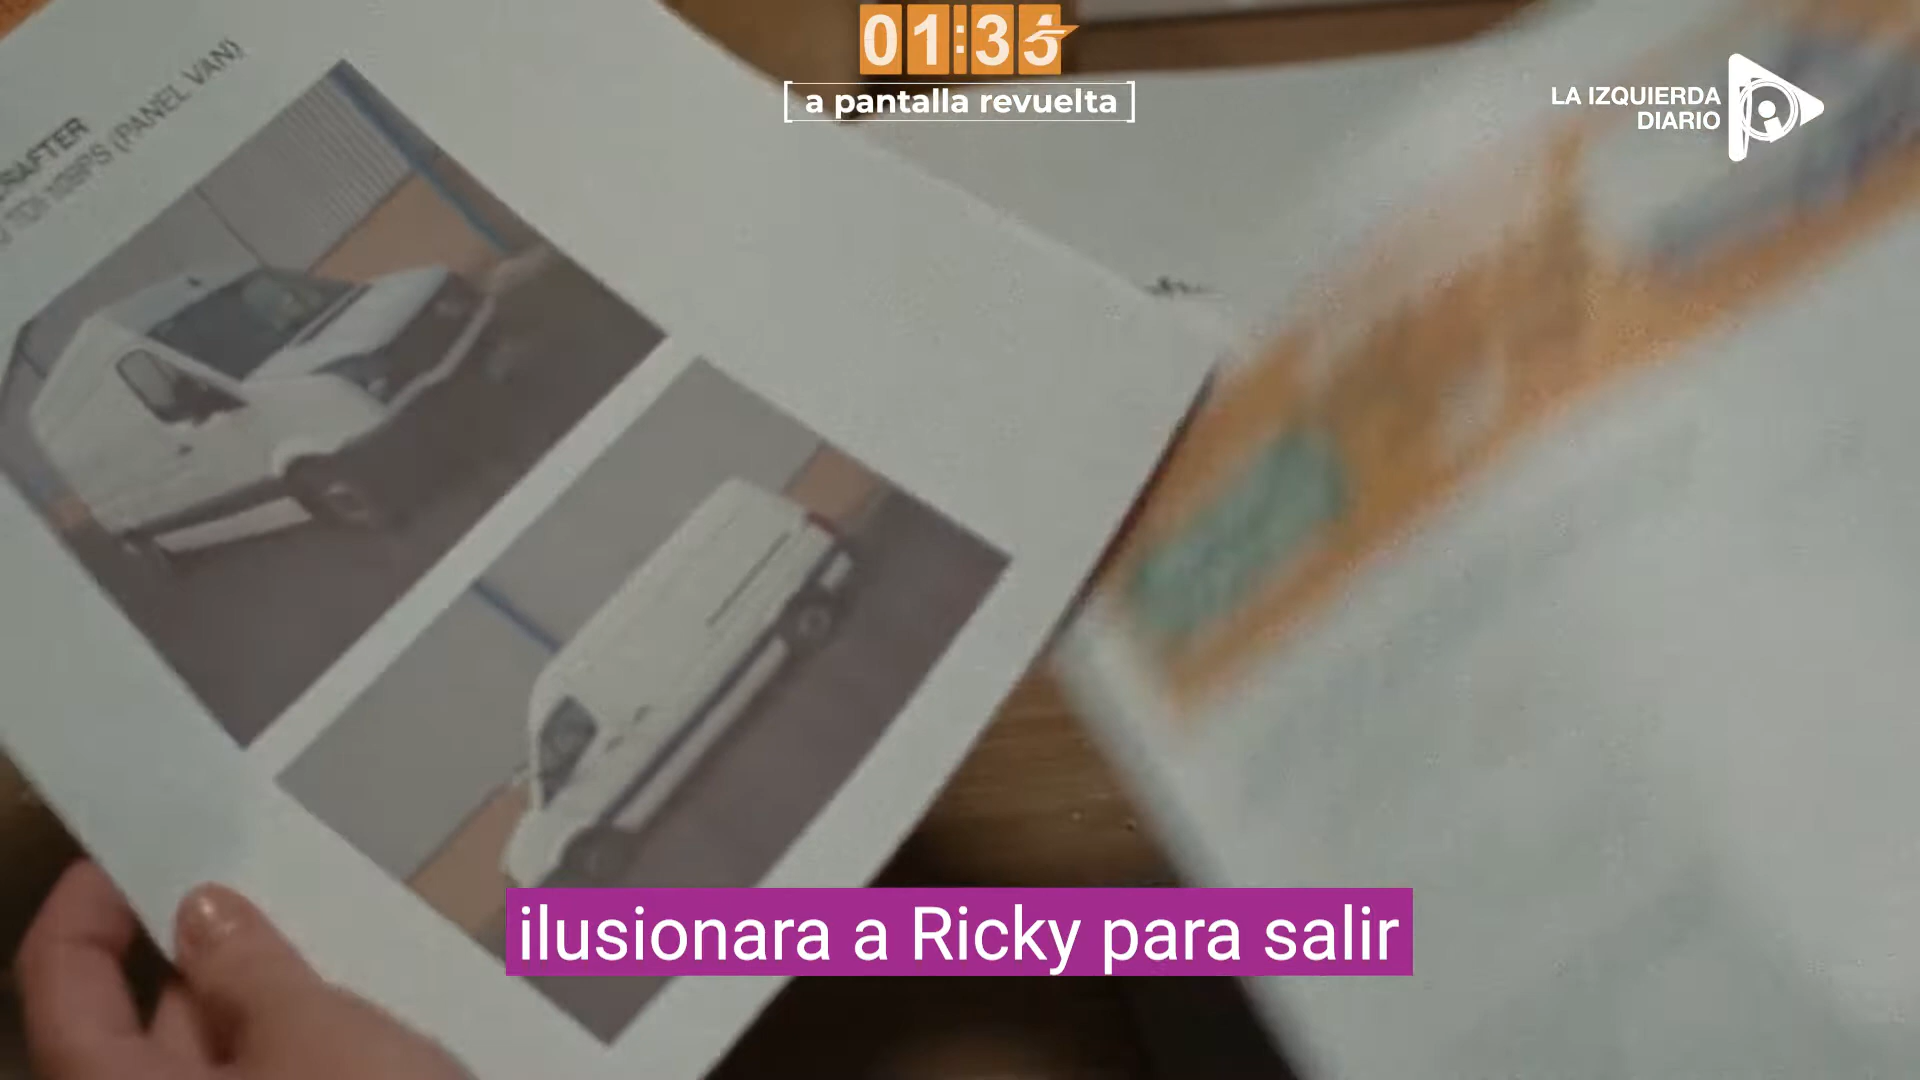 01:35
a pantalla revuelta
LA IZQUIERDA
DIARIO
(PANEL VAN)
ilusionara a Ricky para salir